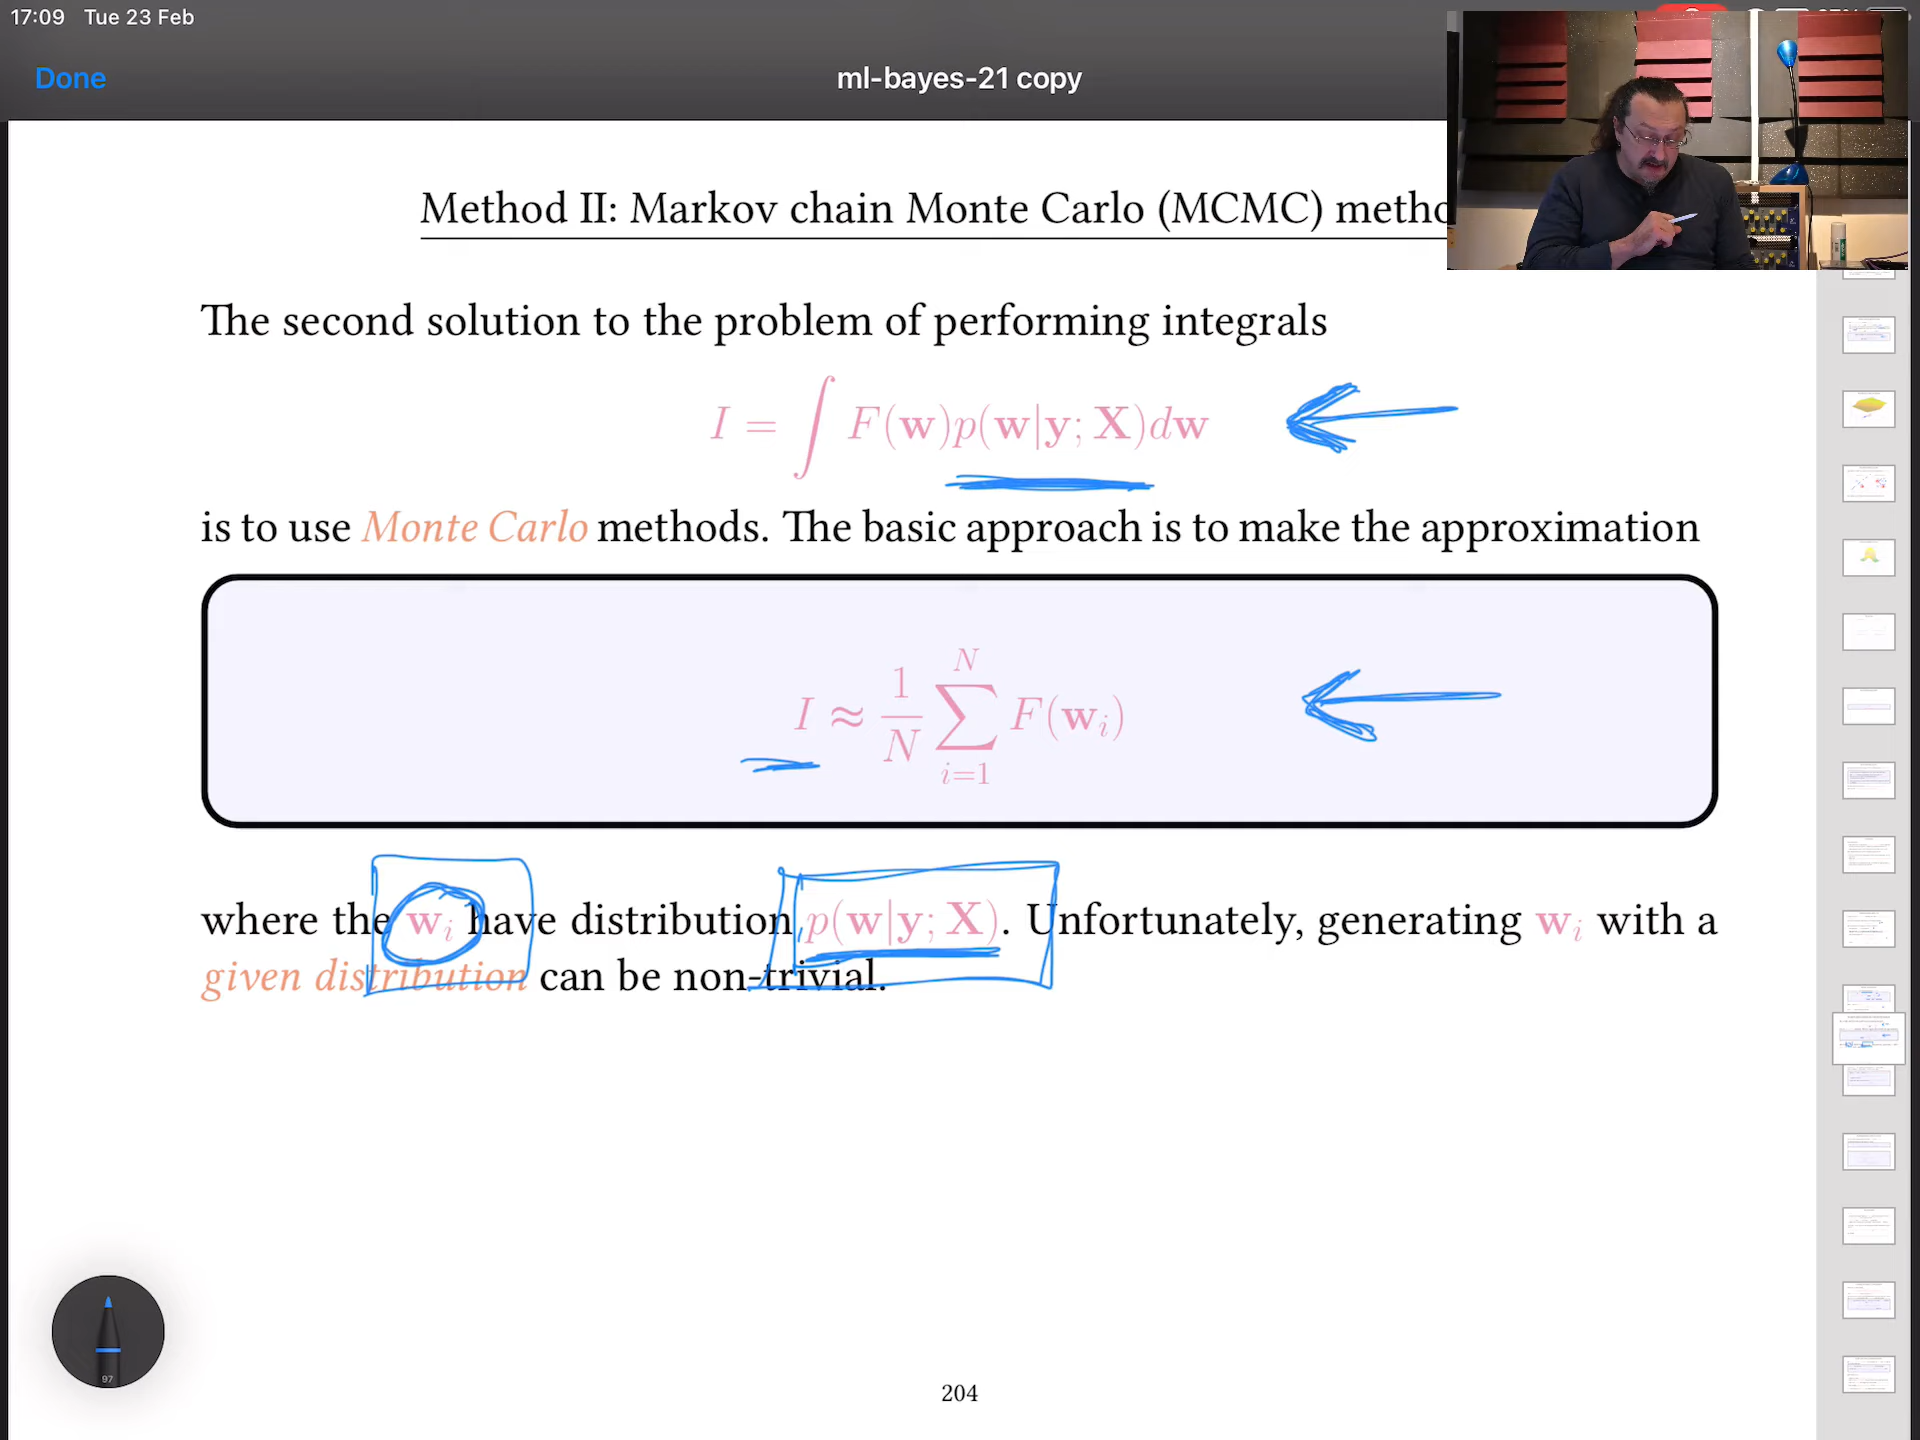 17:09 Tue 23 Feb
Done
ml-bayes-21 copy
Method II: Markov chain Monte Carlo (MCMC) metho
The second solution to the problem of performing integrals
I = ∫ F(w)p(w|y; X)dw
is to use Monte Carlo methods. The basic approach is to make the approximation
I ≈ 1/N ∑_{i=1}^{N} F(w_i)
where the w_i have distribution p(w|y; X). Unfortunately, generating w_i with a
given distribution can be non-trivial.
97
204